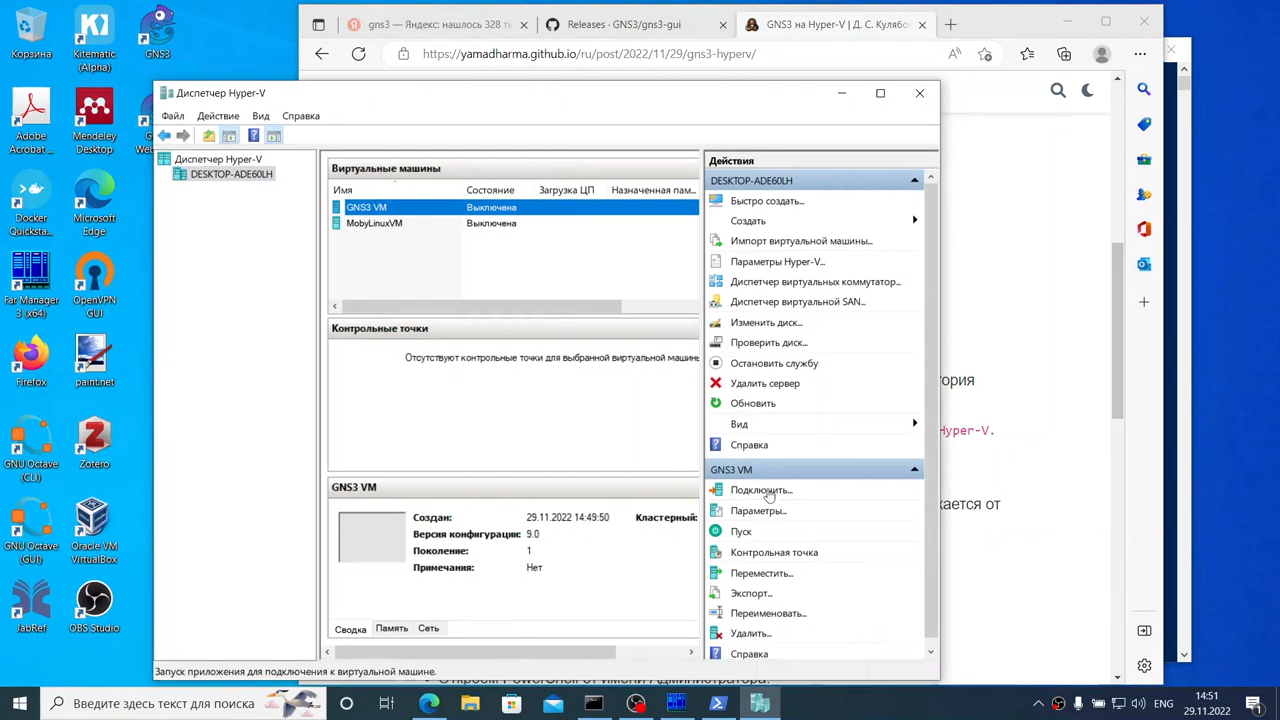 Корзина
Kitematic
(Alpha)
GNS3
Adobe
Acrobat ...
Mendeley
Desktop
Docker
Quicksta...
Microsoft
Edge
Far Manager
3 (x64)
OpenVPN
GUI
Firefox
paint.net
GNU Octave
(CLI)
Zotero
GNU Octave
(GUI)
Oracle VM
VirtualBox
JabRef
OBS Studio
gns3 — Яндекс: нашлось 328 т
Releases · GNS3/gns3-gui
GNS3 на Hyper-V | Д. С. Кулябов
https://yamadharma.github.io/ru/post/2022/11/29/gns3-hyperv/
Диспетчер Hyper-V
Файл Действие Вид Справка
Диспетчер Hyper-V
DESKTOP-ADE60LH
Виртуальные машины
Имя Состояние Загрузка ЦП Назначенная пам...
GNS3 VM Выключена
MobyLinuxVM Выключена
Контрольные точки
Отсутствуют контрольные точки для выбранной виртуальной машины
GNS3 VM
Создан: 29.11.2022 14:49:50 Кластерный:
Версия конфигурации: 9.0
Поколение: 1
Примечания: Нет
Сводка Память Сеть
Действия
DESKTOP-ADE60LH
Быстро создать...
Создать
Импорт виртуальной машины...
Параметры Hyper-V...
Диспетчер виртуальных коммутатор...
Диспетчер виртуальной SAN...
Изменить диск...
Проверить диск...
Остановить службу
Удалить сервер
Обновить
Вид
Справка
GNS3 VM
Подключить...
Параметры...
Пуск
Контрольная точка
Переместить...
Экспорт...
Переименовать...
Удалить...
Справка
Запуск приложения для подключения к виртуальной машине.
Hyper-V.
Введите здесь текст для поиска
ENG
14:51
29.11.2022
1